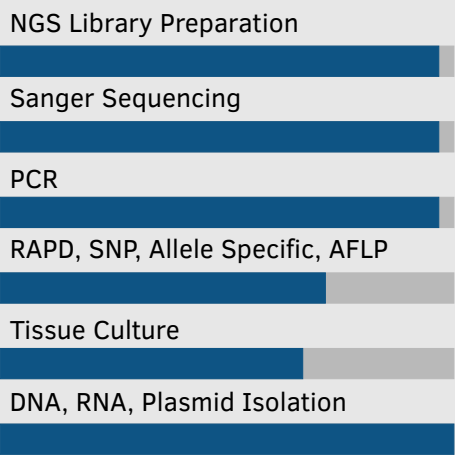 NGS Library Preparation
Sanger Sequencing
PCR
RAPD, SNP, Allele Specific, AFLP
Tissue Culture
DNA, RNA, Plasmid Isolation